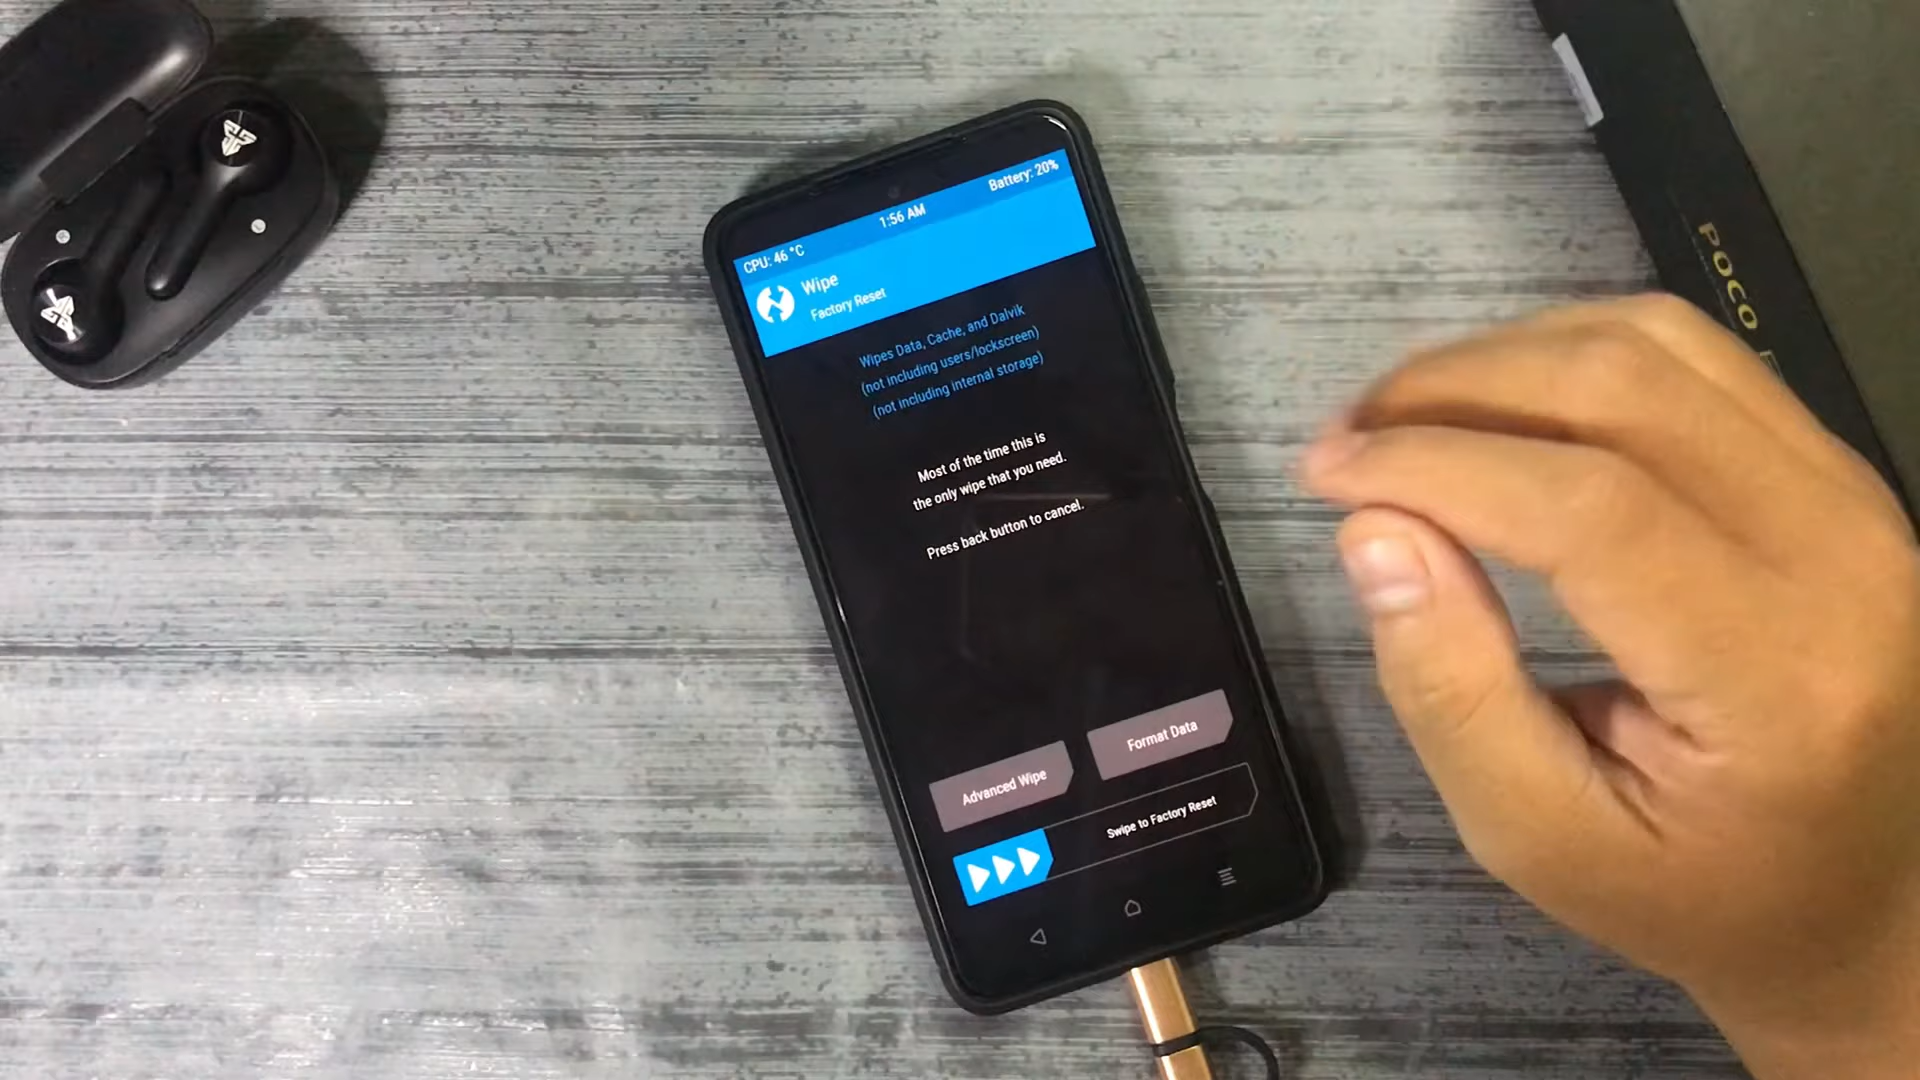 Battery: 20%
1:56 AM
CPU: 46 °C
Wipe
Factory Reset
Wipes Data, Cache, and Dalvik
(not including users/lockscreen)
(not including internal storage)
Most of the time this is
the only wipe that you need.
Press back button to cancel.
Format Data
Advanced Wipe
Swipe to Factory Reset
POCO
R
L